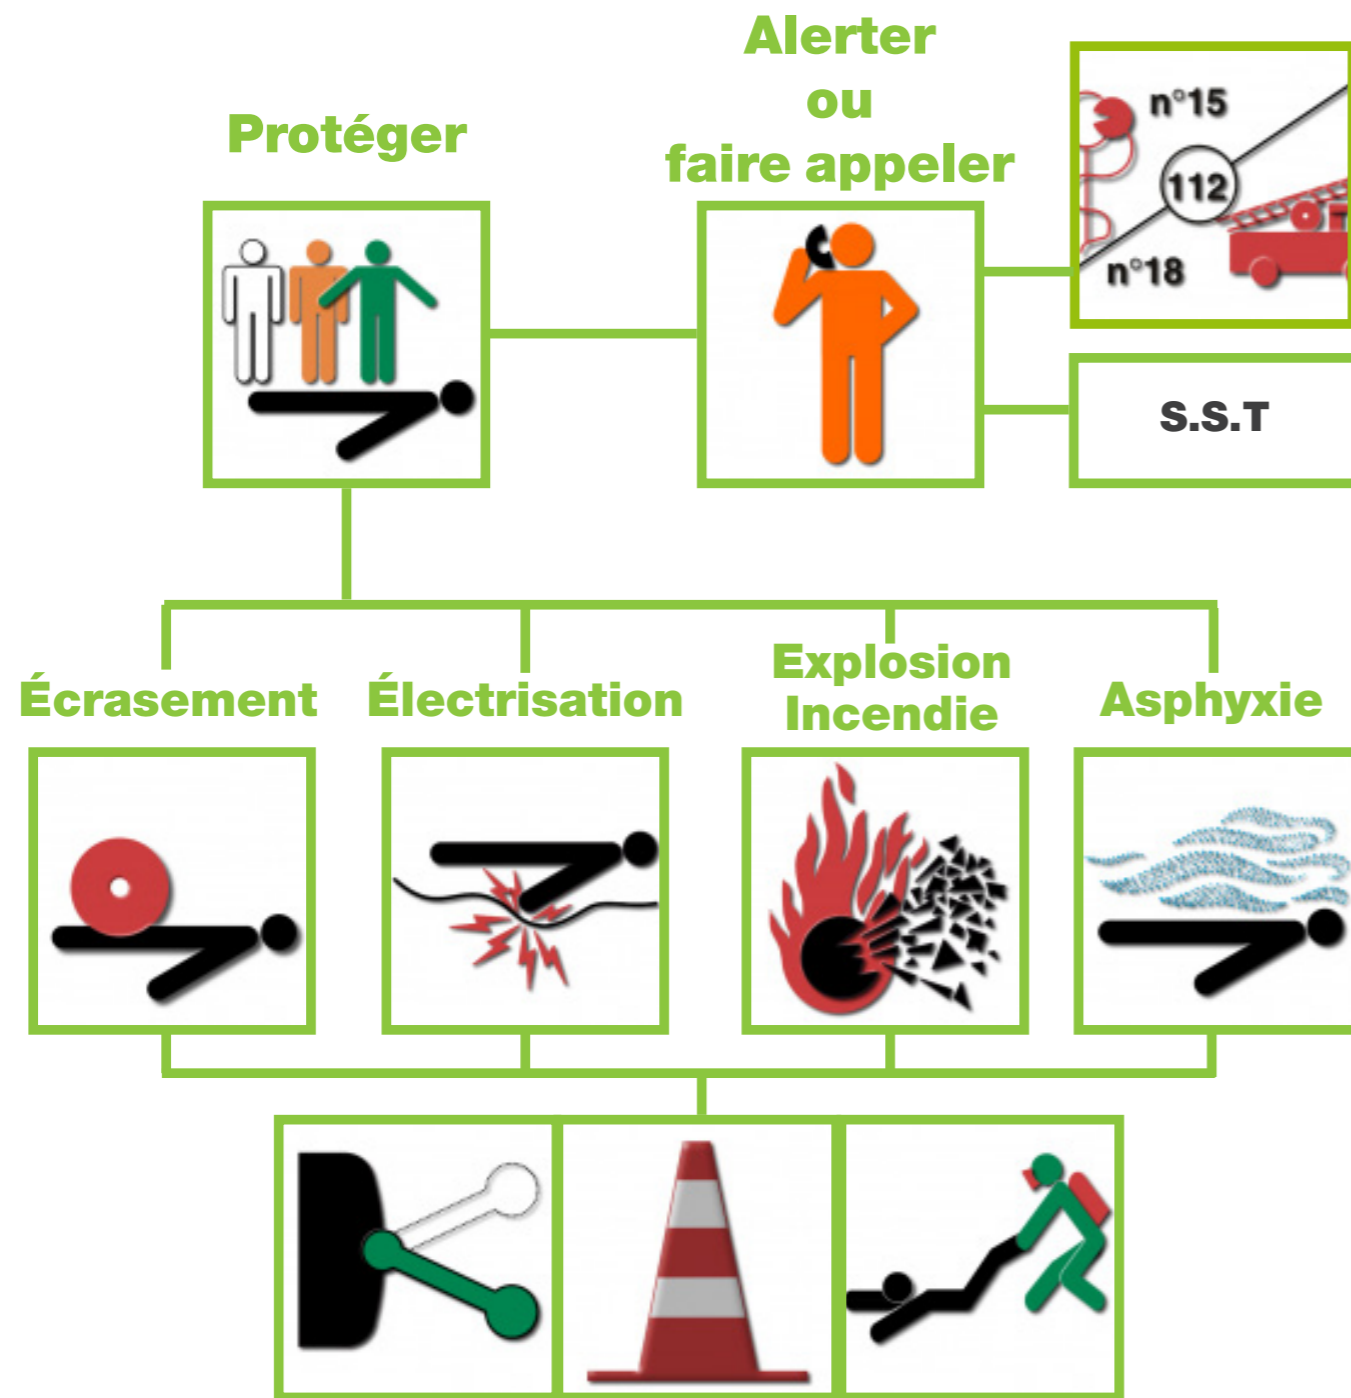 Protéger
Alerter
ou
faire appeler
n°15
112
n°18
S.S.T
Écrasement
Électrisation
Explosion
Incendie
Asphyxie